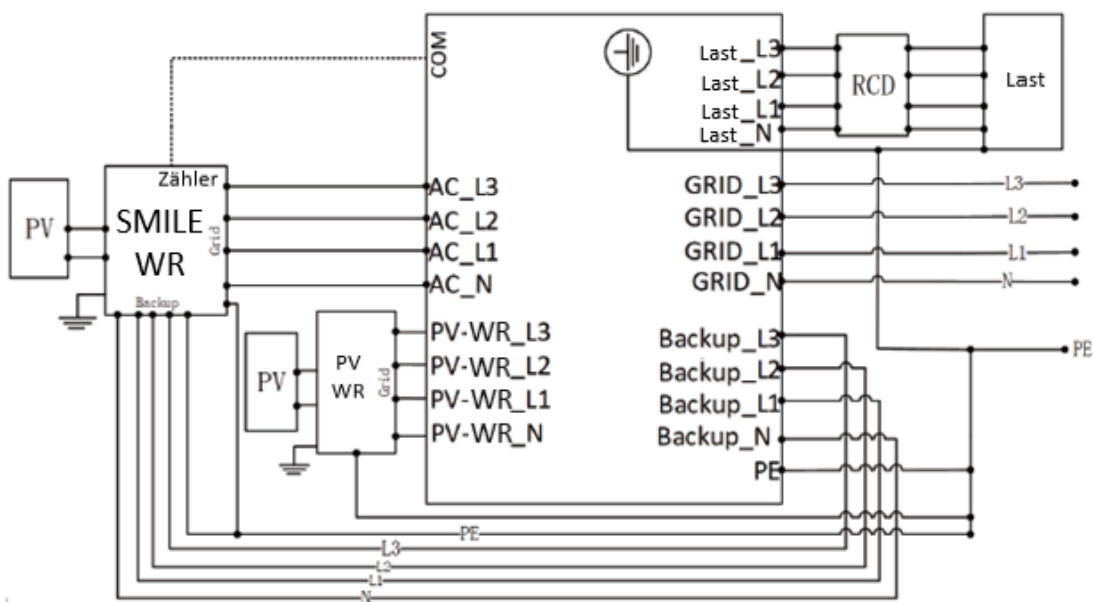 COM
Last_L3
Last_L2
Last_L1
Last_N
RCD
Last
Zähler
SMILE
WR
Grid
Backup
PV
AC_L3
AC_L2
AC_L1
AC_N
GRID_L3
GRID_L2
GRID_L1
GRID_N
L3
L2
L1
N
PV
PV
WR
Grid
PV-WR_L3
PV-WR_L2
PV-WR_L1
PV-WR_N
Backup_L3
Backup_L2
Backup_L1
Backup_N
PE
PE
PE
L3
L2
L1
N